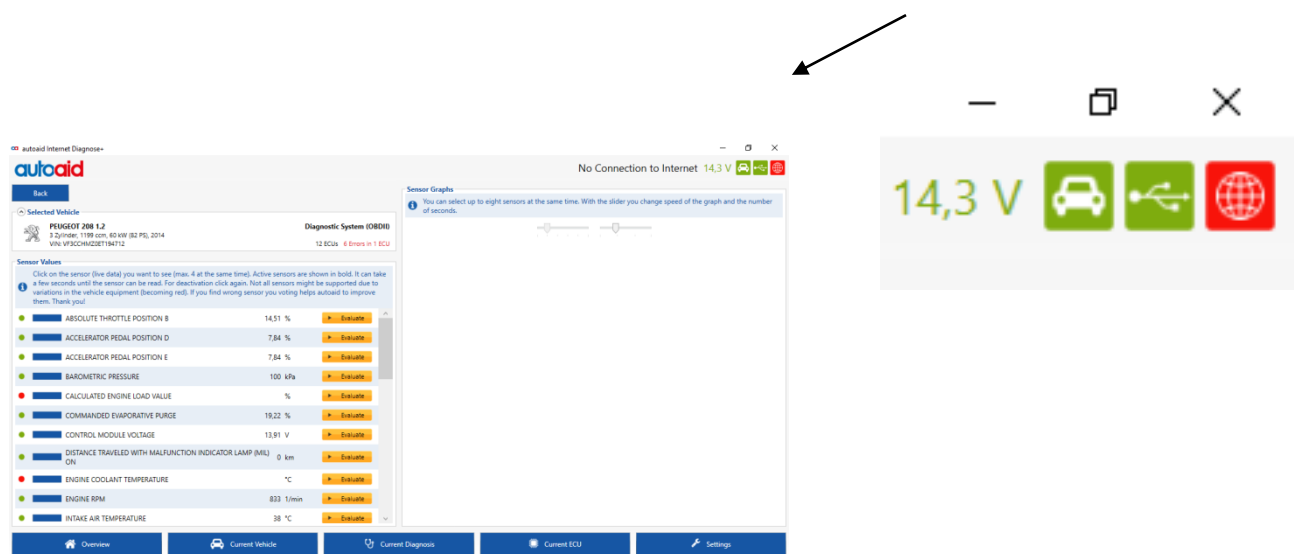 autoaid Internet Diagnose+
autoaid
No Connection to Internet 14,3 V
Back
Selected Vehicle
PEUGEOT 208 1.2
3 Zylinder, 1199 ccm, 60 kW (82 PS), 2014
VIN: VF3CCHMZ0ET194712
Diagnostic System (OBDII)
12 ECUs 6 Errors in 1 ECU
Sensor Values
Click on the sensor (live data) you want to see (max. 4 at the same time). Active sensors are shown in bold. It can take
a few seconds until the sensor can be read. For deactivation click again. Not all sensors might be supported due to
variations in the vehicle equipment (becoming red). If you find wrong sensor you voting helps autoaid to improve
them. Thank you!
ABSOLUTE THROTTLE POSITION B 14,51 % Evaluate
ACCELERATOR PEDAL POSITION D 7,84 % Evaluate
ACCELERATOR PEDAL POSITION E 7,84 % Evaluate
BAROMETRIC PRESSURE 100 kPa Evaluate
CALCULATED ENGINE LOAD VALUE % Evaluate
COMMANDED EVAPORATIVE PURGE 19,22 % Evaluate
CONTROL MODULE VOLTAGE 13,91 V Evaluate
DISTANCE TRAVELED WITH MALFUNCTION INDICATOR LAMP (MIL)
ON 0 km Evaluate
ENGINE COOLANT TEMPERATURE °C Evaluate
ENGINE RPM 833 1/min Evaluate
INTAKE AIR TEMPERATURE 38 °C Evaluate
Sensor Graphs
You can select up to eight sensors at the same time. With the slider you change speed of the graph and the number
of seconds.
Overview
Current Vehicle
Current Diagnosis
Current ECU
Settings
14,3 V